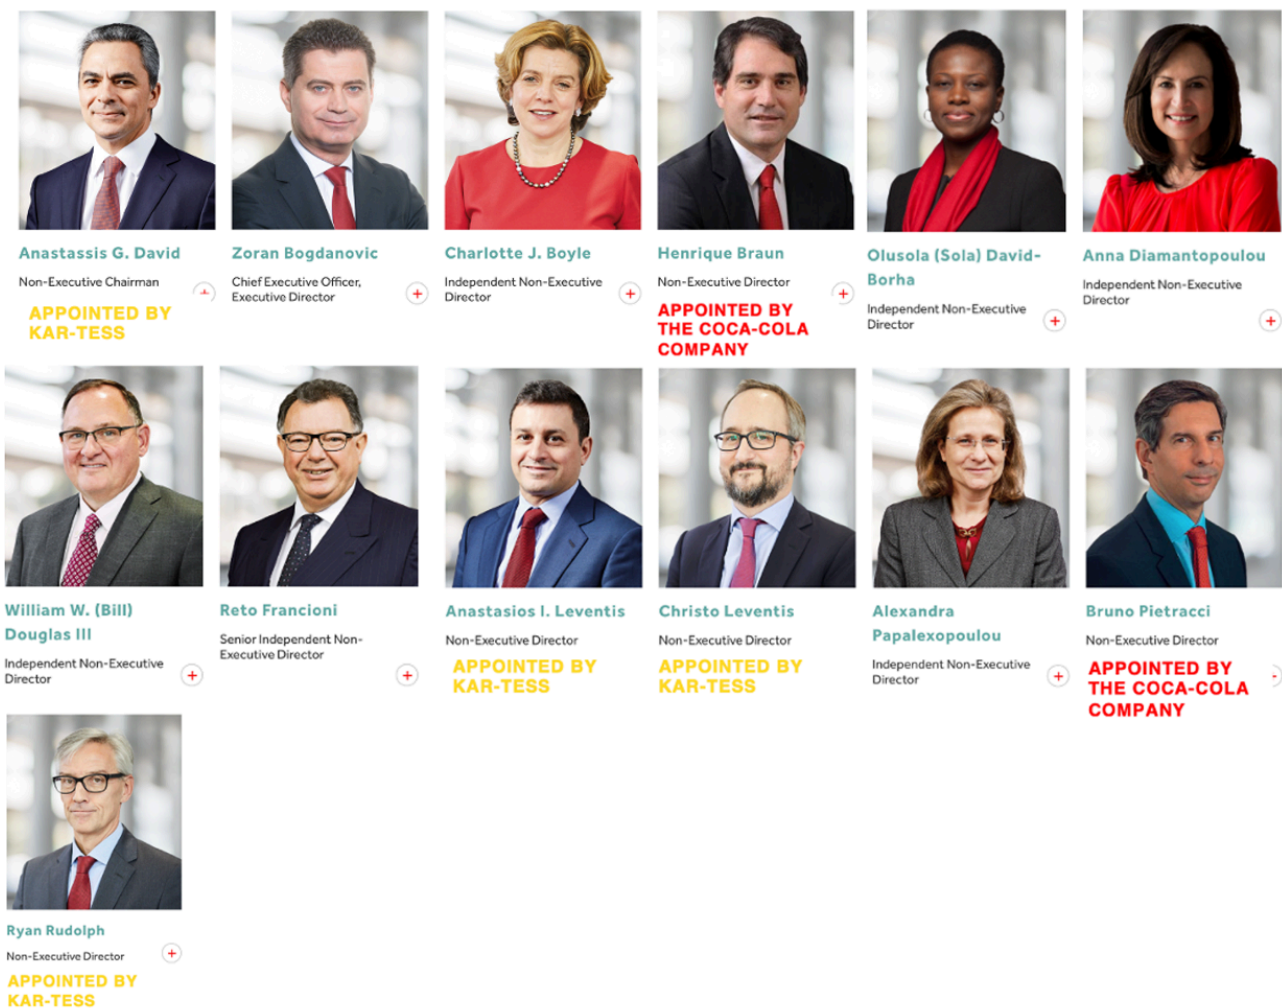 Anastassis G. David
Non-Executive Chairman
APPOINTED BY
KAR-TESS
Zoran Bogdanovic
Chief Executive Officer,
Executive Director
Charlotte J. Boyle
Independent Non-Executive
Director
Henrique Braun
Non-Executive Director
APPOINTED BY
THE COCA-COLA
COMPANY
Olusola (Sola) David-
Borha
Independent Non-Executive
Director
Anna Diamantopoulou
Independent Non-Executive
Director
William W. (Bill)
Douglas III
Independent Non-Executive
Director
Reto Francioni
Senior Independent Non-
Executive Director
Anastasios I. Leventis
Non-Executive Director
APPOINTED BY
KAR-TESS
Christo Leventis
Non-Executive Director
APPOINTED BY
KAR-TESS
Alexandra
Papalexopoulou
Independent Non-Executive
Director
Bruno Pietracci
Non-Executive Director
APPOINTED BY
THE COCA-COLA
COMPANY
Ryan Rudolph
Non-Executive Director
APPOINTED BY
KAR-TESS